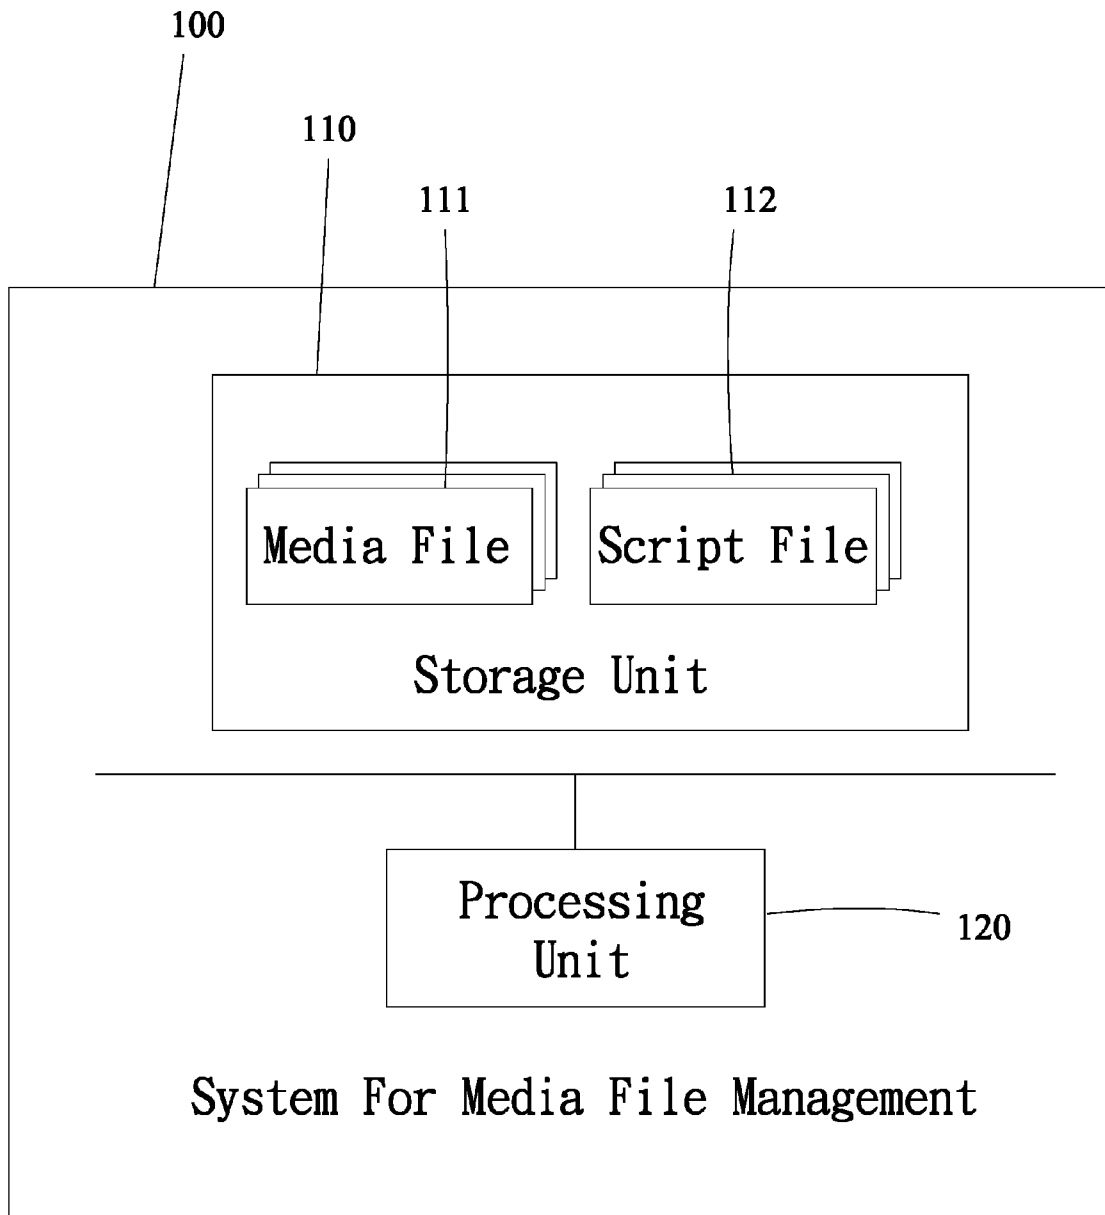 100
110
111
112
Media File
Script File
Storage Unit
Processing
Unit
120
System For Media File Management